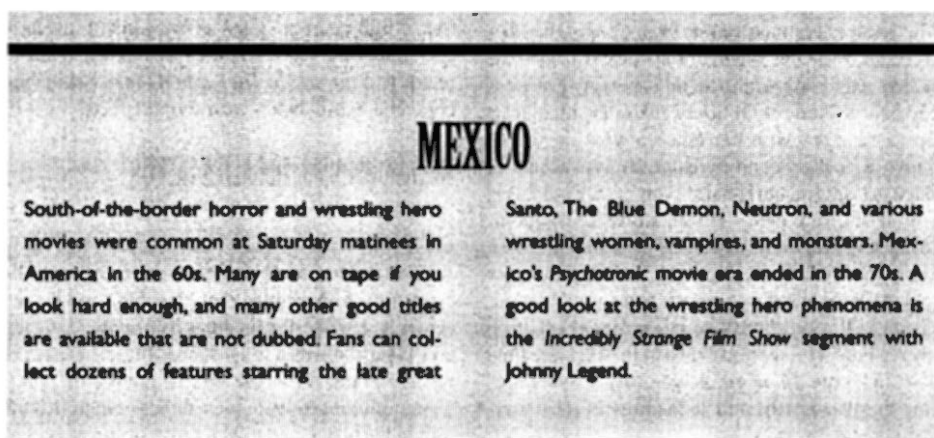 MEXICO
South-of-the-border horror and wrestling hero
movies were common at Saturday matinees in
America in the 60s. Many are on tape if you
look hard enough, and many other good titles
are available that are not dubbed. Fans can col-
lect dozens of features starring the late great
Santo, The Blue Demon, Neutron, and various
wrestling women, vampires, and monsters. Mex-
ico's Psychotronic movie era ended in the 70s. A
good look at the wrestling hero phenomena is
the Incredibly Strange Film Show segment with
Johnny Legend.